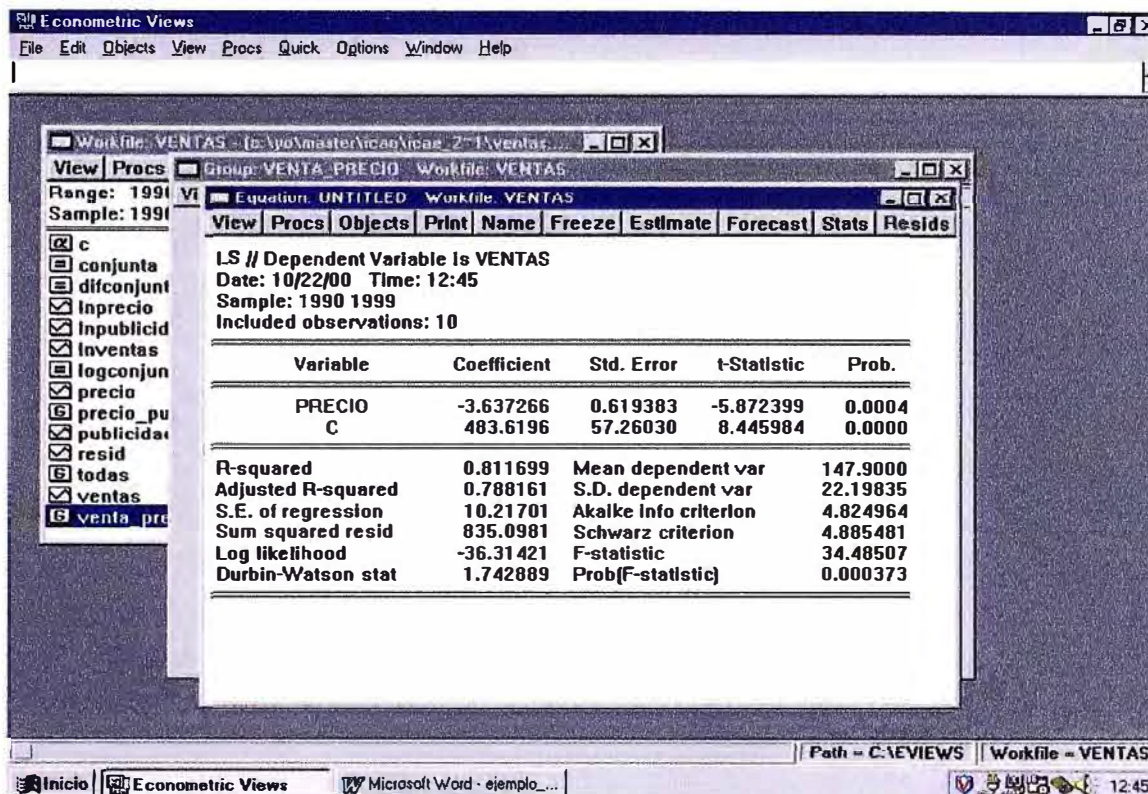 Econometric Views
File Edit Objects View Procs Quick Options Window Help
Workfile: VENTAS
View Procs
Range: 199
Sample: 199
c
conjunta
difconjunt
lnprecio
lnpublicid
lnventas
logconjun
precio
precio_pu
publicida
resid
todas
ventas
venta_pre
Group: VENTA_PRECIO Workfile: VENTAS
Vi
Equation: UNTITLED Workfile: VENTAS
View Procs Objects Print Name Freeze Estimate Forecast Stats Resids
LS // Dependent Variable is VENTAS
Date: 10/22/00 Time: 12:45
Sample: 1990 1999
Included observations: 10
Variable Coefficient Std. Error t-Statistic Prob.
PRECIO -3.637266 0.619383 -5.872399 0.0004
C 483.6196 57.26030 8.445984 0.0000
R-squared 0.811699 Mean dependent var 147.9000
Adjusted R-squared 0.788161 S.D. dependent var 22.19835
S.E. of regression 10.21701 Akaike info criterion 4.824964
Sum squared resid 835.0981 Schwarz criterion 4.885481
Log likelihood -36.31421 F-statistic 34.48507
Durbin-Watson stat 1.742889 Prob(F-statistic) 0.000373
Path = C:\EVIEWS Workfile = VENTAS
Inicio Econometric Views Microsoft Word - ejemplo_... 12:45